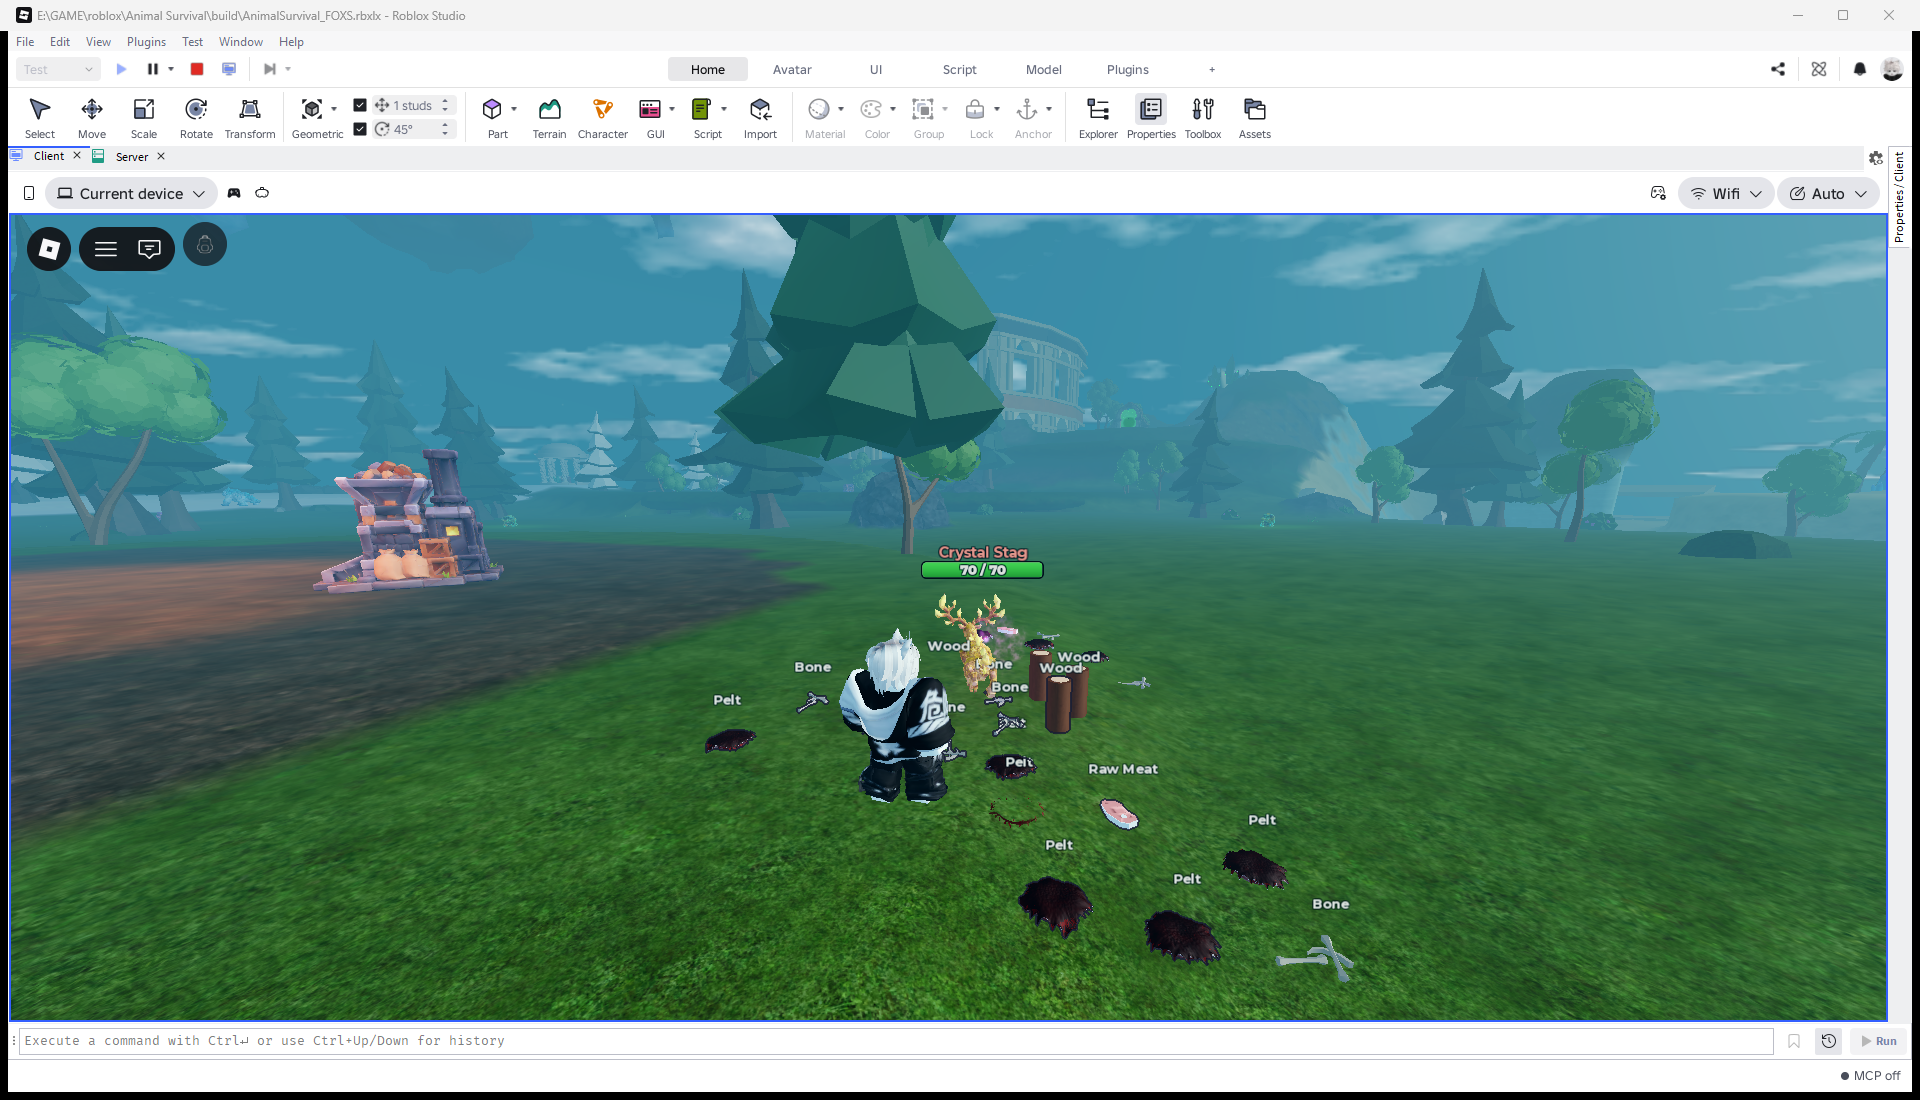 E:\GAME\roblox\Animal Survival\build\AnimalSurvival_FOXS.rbxlx - Roblox Studio
File Edit View Plugins Test Window Help
Test
Home Avatar UI Script Model Plugins +
1 studs
45°
Select Move Scale Rotate Transform Geometric Part Terrain Character GUI Script Import Material Color Group Lock Anchor Explorer Properties Toolbox Assets
Client Server
Properties / Client
Current device
Wifi
Auto
Crystal Stag
70 / 70
Wood
Wood
Wood
Bone
Bone
Pelt
危
Pelt
Raw Meat
Pelt
Pelt
Pelt
Bone
Execute a command with Ctrl↵ or use Ctrl+Up/Down for history
Run
MCP off